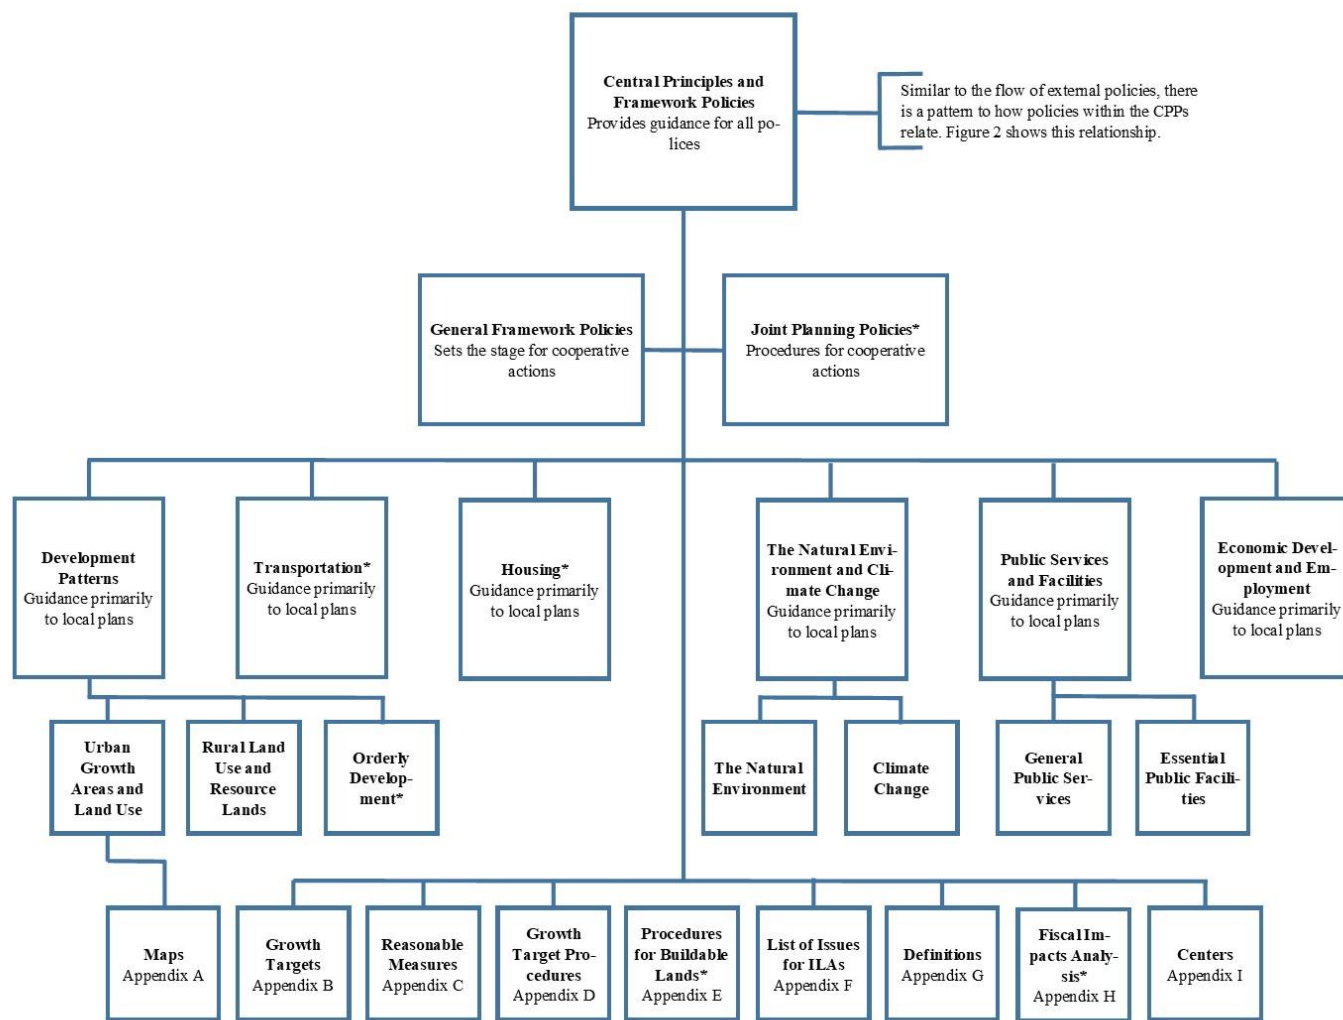 Central Principles and
Framework Policies
Provides guidance for all po-
lices
Similar to the flow of external policies, there
is a pattern to how policies within the CPPs
relate. Figure 2 shows this relationship.
General Framework Policies
Sets the stage for cooperative
actions
Joint Planning Policies*
Procedures for cooperative
actions
Development
Patterns
Guidance primarily
to local plans
Transportation*
Guidance primarily
to local plans
Housing*
Guidance primarily
to local plans
The Natural Envi-
ronment and Cli-
mate Change
Guidance primarily
to local plans
Public Services
and Facilities
Guidance primarily
to local plans
Economic Devel-
opment and Em-
ployment
Guidance primarily
to local plans
Urban
Growth
Areas and
Land Use
Rural Land
Use and
Resource
Lands
Orderly
Develop-
ment*
The Natural
Environment
Climate
Change
General
Public Ser-
vices
Essential
Public Facili-
ties
Maps
Appendix A
Growth
Targets
Appendix B
Reasonable
Measures
Appendix C
Growth
Target Pro-
cedures
Appendix D
Procedures
for Buildable
Lands*
Appendix E
List of Issues
for ILAs
Appendix F
Definitions
Appendix G
Fiscal Im-
pacts Analy-
sis*
Appendix H
Centers
Appendix I